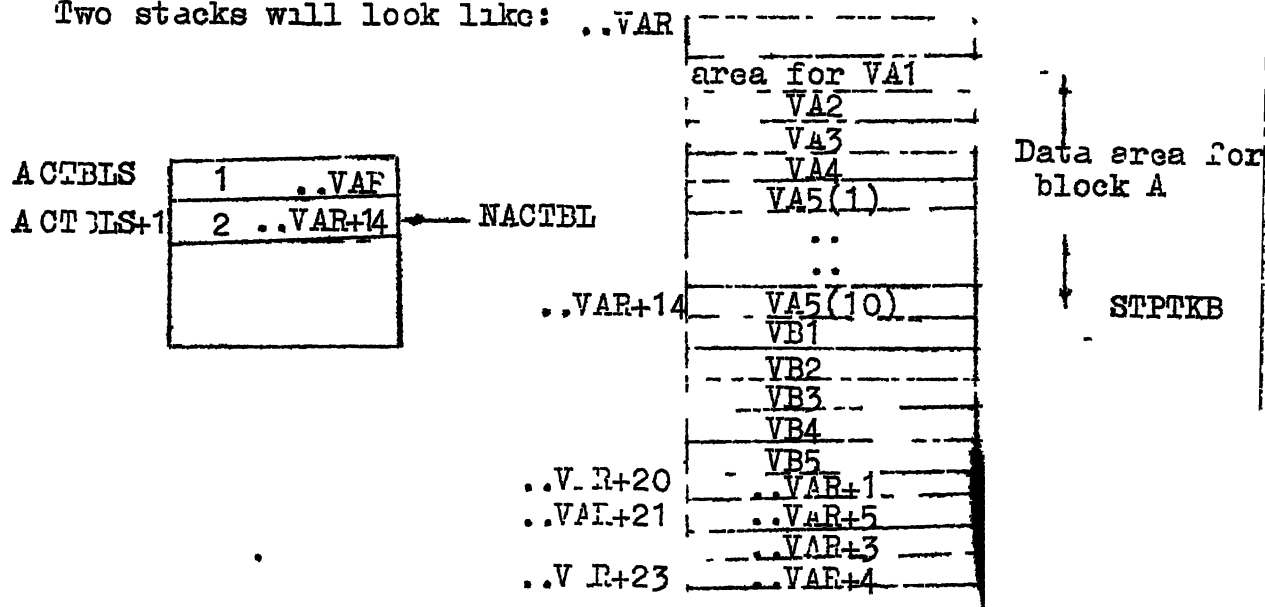 Two stacks will look like:
..VAR
area for VA1
VA2
VA3
VA4
VA5(1)
..
..
VA5(10)
VB1
VB2
VB3
VB4
VB5
..VAR+1
..VAR+5
..VAR+3
..VAR+4
ACTBLS 1 ..VAR
ACTBLS+1 2 ..VAR+14 NACTBL
..VAR+14
..VAR+20
..VAR+21
..VAR+23
Data area for
block A
STPTKB